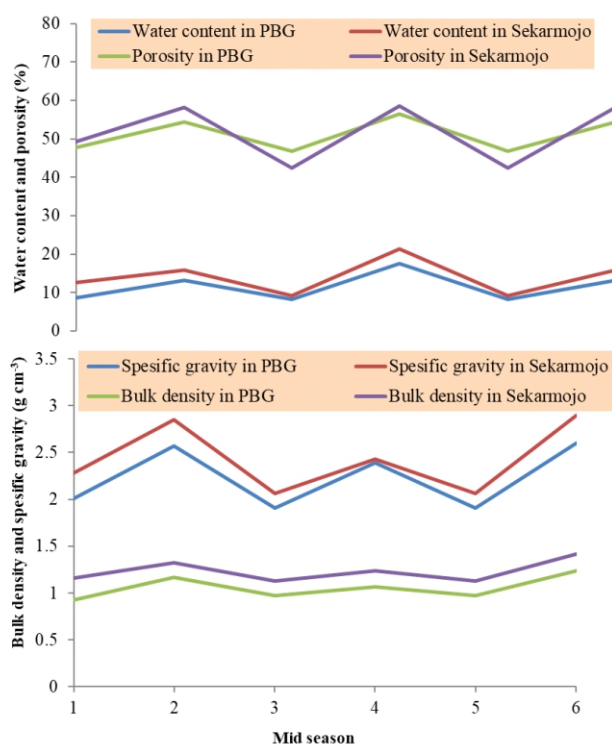 Water content in PBG
Water content in Sekarmojo
Porosity in PBG
Porosity in Sekarmojo
Water content and porosity (%)
80
70
60
50
40
30
20
10
0
Spesific gravity in PBG
Spesific gravity in Sekarmojo
Bulk density in PBG
Bulk density in Sekarmojo
Bulk density and spesific gravity (g cm⁻³)
3.5
3
2.5
2
1.5
1
0.5
0
1 2 3 4 5 6
Mid season